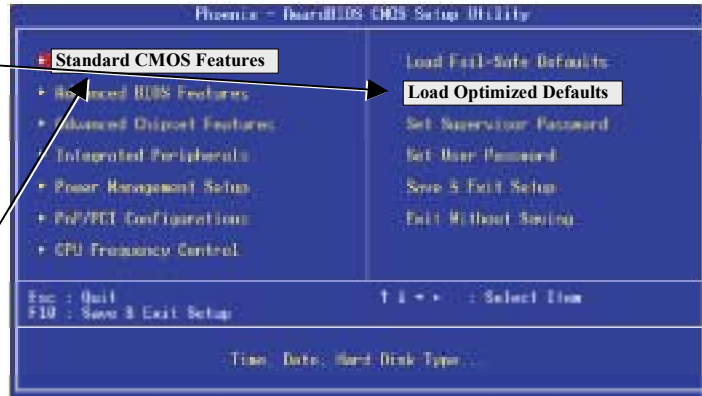 Phoenix - AwardBIOS CMOS Setup Utility
Standard CMOS Features
Advanced BIOS Features
Advanced Chipset Features
Integrated Peripherals
Power Management Setup
PnP/PCI Configurations
CPU Frequency Control
Load Fail-Safe Defaults
Load Optimized Defaults
Set Supervisor Password
Set User Password
Save & Exit Setup
Exit Without Saving
Esc : Quit
F10 : Save & Exit Setup
↑ ↓ → ← : Select Item
Time, Date, Hard Disk Type...